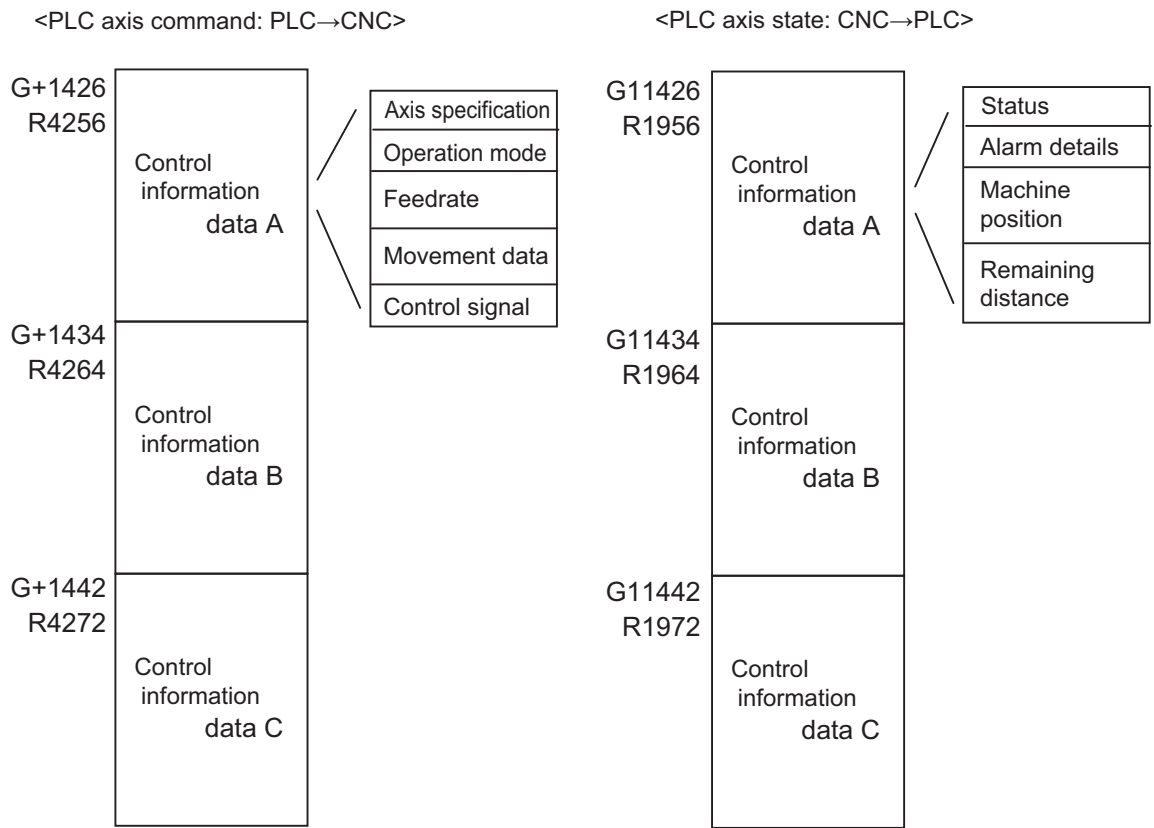 <PLC axis command: PLC→CNC>
G+1426
R4256
Control
information
data A
Axis specification
Operation mode
Feedrate
Movement data
Control signal
G+1434
R4264
Control
information
data B
G+1442
R4272
Control
information
data C
<PLC axis state: CNC→PLC>
G11426
R1956
Control
information
data A
Status
Alarm details
Machine
position
Remaining
distance
G11434
R1964
Control
information
data B
G11442
R1972
Control
information
data C